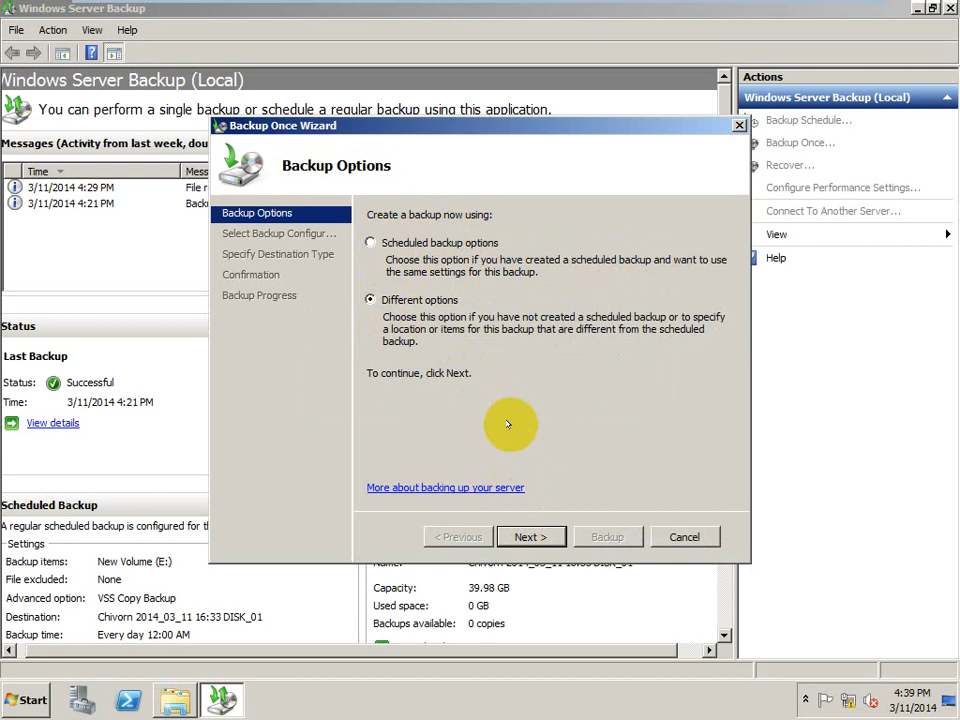 Windows Server Backup
File Action View Help
Windows Server Backup (Local)
You can perform a single backup or schedule a regular backup using this application.
Messages (Activity from last week, dou
Time Mess
3/11/2014 4:29 PM File r
3/11/2014 4:21 PM Backu
Status
Last Backup
Status: Successful
Time: 3/11/2014 4:21 PM
View details
Scheduled Backup
A regular scheduled backup is configured for th
Settings
Backup items: New Volume (E:)
File excluded: None
Advanced option: VSS Copy Backup
Destination: Chivorn 2014_03_11 16:33 DISK_01
Backup time: Every day 12:00 AM
Capacity: 39.98 GB
Used space: 0 GB
Backups available: 0 copies
Backup Once Wizard
Backup Options
Backup Options
Select Backup Configur...
Specify Destination Type
Confirmation
Backup Progress
Create a backup now using:
Scheduled backup options
Choose this option if you have created a scheduled backup and want to use
the same settings for this backup.
Different options
Choose this option if you have not created a scheduled backup or to specify
a location or items for this backup that are different from the scheduled
backup.
To continue, click Next.
More about backing up your server
< Previous Next > Backup Cancel
Actions
Windows Server Backup (Local)
Backup Schedule...
Backup Once...
Recover...
Configure Performance Settings...
Connect To Another Server...
View
Help
Start
4:39 PM
3/11/2014